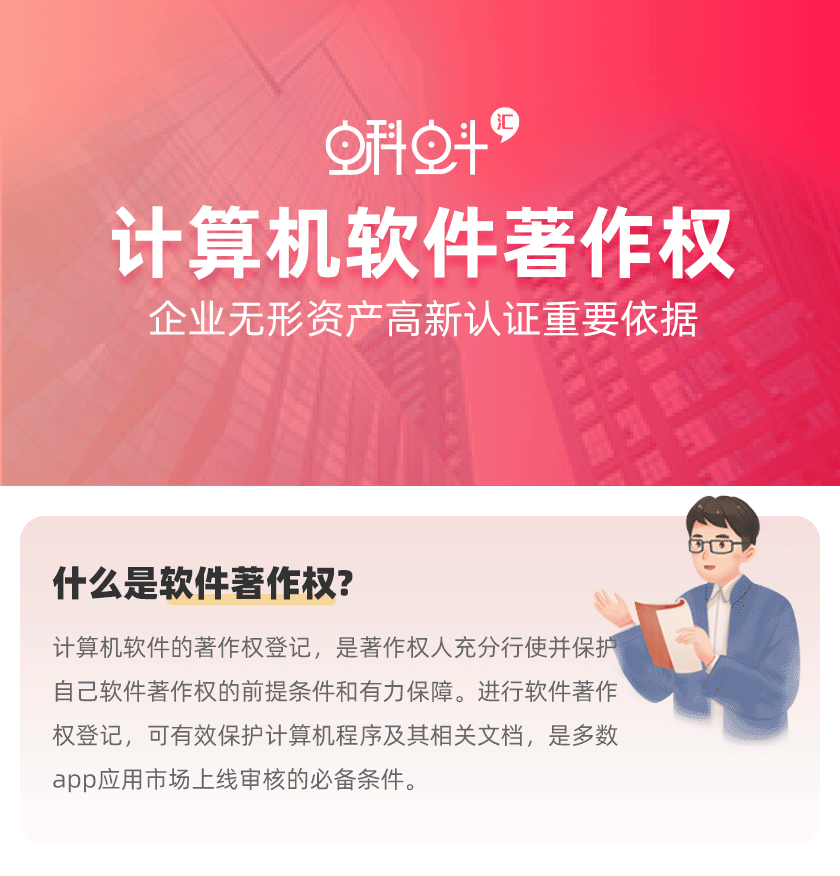 蝌蚪汇
计算机软件著作权
企业无形资产高新认证重要依据
什么是软件著作权?
计算机软件的著作权登记，是著作权人充分行使并保护
自己软件著作权的前提条件和有力保障。进行软件著作
权登记，可有效保护计算机程序及其相关文档，是多数
app应用市场上线审核的必备条件。